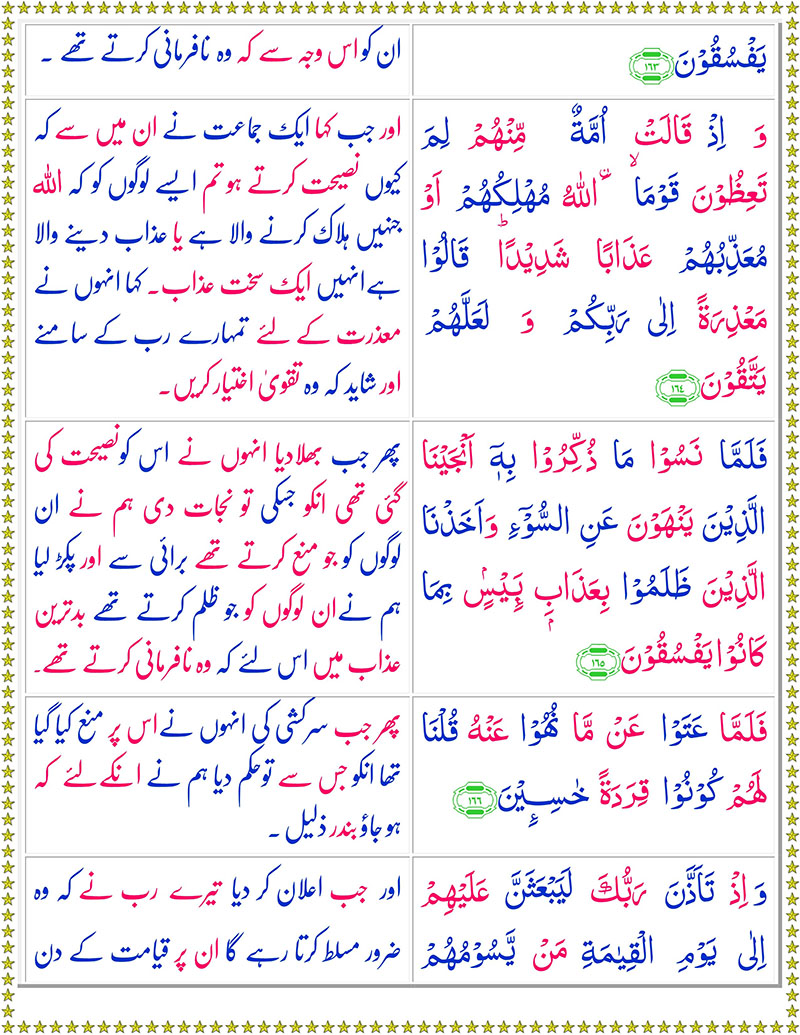 یَفْسُقُوْنَ ﴿۱۶۳﴾
ان کو اس وجہ سے کہ وہ نافرمانی کرتے تھے ۔
وَ اِذْ قَالَتْ اُمَّةٌ مِّنْهُمْ لِمَ
تَعِظُوْنَ قَوْمَاۙ ۨاللّٰهُ مُهْلِكُهُمْ اَوْ
مُعَذِّبُهُمْ عَذَابًا شَدِیْدًاؕ قَالُوْا
مَعْذِرَةً اِلٰی رَبِّكُمْ وَ لَعَلَّهُمْ
یَتَّقُوْنَ ﴿۱۶۴﴾
اور جب کہا ایک جماعت نے ان میں سے کہ
کیوں نصیحت کرتے ہو تم ایسے لوگوں کو کہ اللہ
جنہیں ہلاک کرنے والا ہے یا عذاب دینے والا
ہے انہیں ایک سخت عذاب۔ کہا انہوں نے
معذرت کے لئے تمہارے رب کے سامنے
اور شاید کہ وہ تقویٰ اختیار کریں۔
فَلَمَّا نَسُوْا مَا ذُكِّرُوْا بِهٖۤ اَنْجَیْنَا
الَّذِیْنَ یَنْهَوْنَ عَنِ السُّوْٓءِ وَاَخَذْنَا
الَّذِیْنَ ظَلَمُوْا بِعَذَابٍۭ بَىِٕیْسٍۭ بِمَا
كَانُوْا یَفْسُقُوْنَ ﴿۱۶۵﴾
پھر جب بھلا دیا انہوں نے اس کو نصیحت کی
گئی تھی انکو جسکی تو نجات دی ہم نے ان
لوگوں کو جو منع کرتے تھے برائی سے اور پکڑ لیا
ہم نے ان لوگوں کو جو ظلم کرتے تھے بدترین
عذاب میں اس لئے کہ وہ نافرمانی کرتے تھے۔
فَلَمَّا عَتَوْا عَنْ مَّا نُهُوْا عَنْهُ قُلْنَا
لَهُمْ كُوْنُوْا قِرَدَةً خٰسِـِٕیْنَ ﴿۱۶۶﴾
پھر جب سرکشی کی انہوں نے اس پر منع کیا گیا
تھا انکو جس سے تو حکم دیا ہم نے انکے لئے کہ
ہو جاؤ بندر ذلیل ۔
وَ اِذْ تَاَذَّنَ رَبُّكَ لَیَبْعَثَنَّ عَلَیْهِمْ
اِلٰی یَوْمِ الْقِیٰمَةِ مَنْ یَّسُوْمُهُمْ
اور جب اعلان کر دیا تیرے رب نے کہ وہ
ضرور مسلط کرتا رہے گا ان پر قیامت کے دن